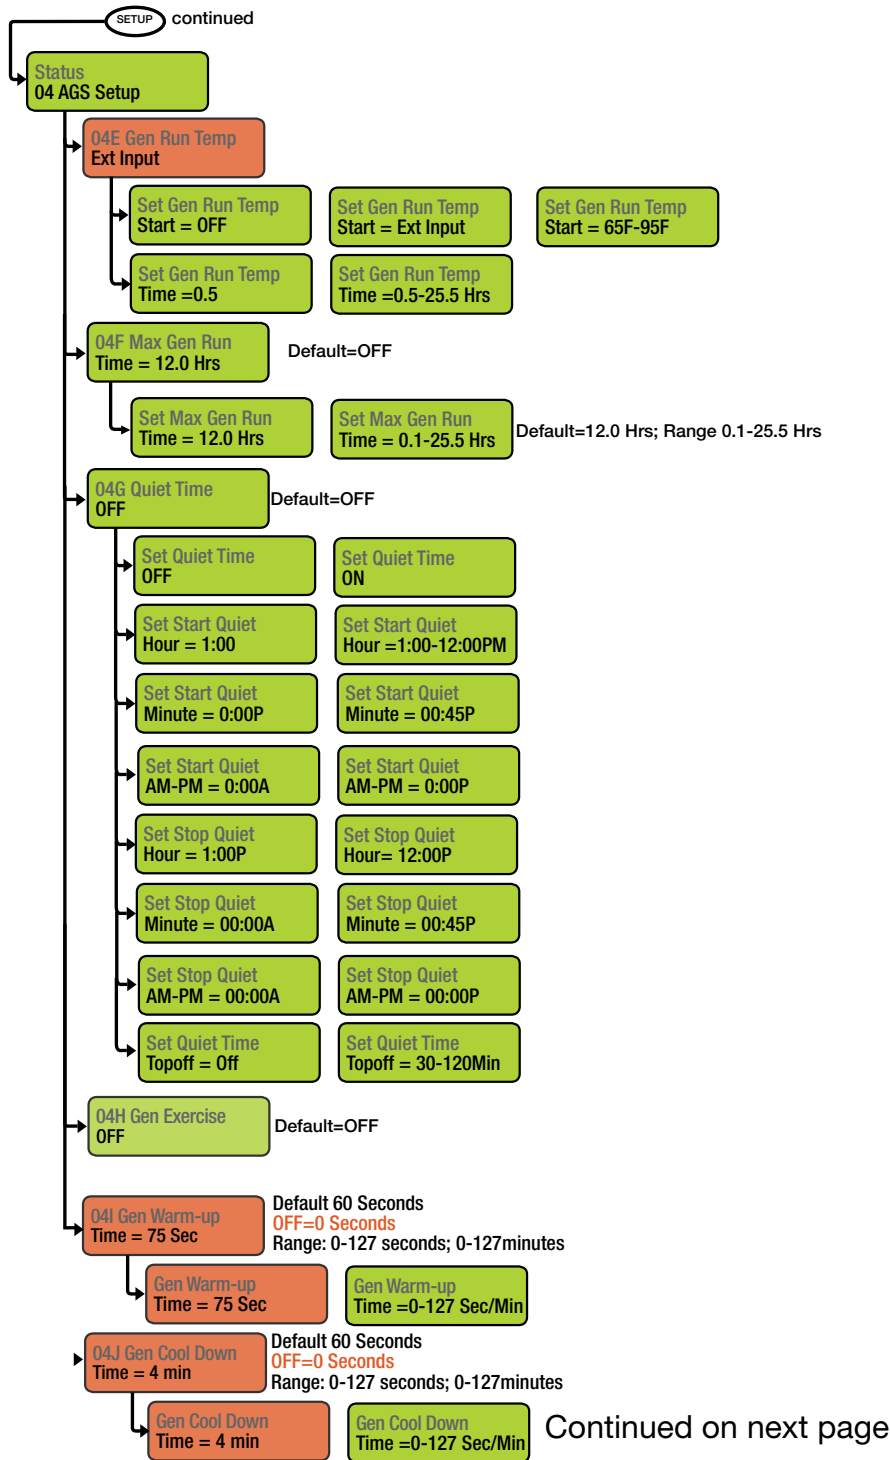 SETUP continued
Status
04 AGS Setup
04E Gen Run Temp
Ext Input
Set Gen Run Temp
Start = OFF
Set Gen Run Temp
Start = Ext Input
Set Gen Run Temp
Start = 65F-95F
Set Gen Run Temp
Time =0.5
Set Gen Run Temp
Time =0.5-25.5 Hrs
04F Max Gen Run
Time = 12.0 Hrs
Default=OFF
Set Max Gen Run
Time = 12.0 Hrs
Set Max Gen Run
Time = 0.1-25.5 Hrs
Default=12.0 Hrs; Range 0.1-25.5 Hrs
04G Quiet Time
OFF
Default=OFF
Set Quiet Time
OFF
Set Quiet Time
ON
Set Start Quiet
Hour = 1:00
Set Start Quiet
Hour =1:00-12:00PM
Set Start Quiet
Minute = 0:00P
Set Start Quiet
Minute = 00:45P
Set Start Quiet
AM-PM = 0:00A
Set Start Quiet
AM-PM = 0:00P
Set Stop Quiet
Hour = 1:00P
Set Stop Quiet
Hour= 12:00P
Set Stop Quiet
Minute = 00:00A
Set Stop Quiet
Minute = 00:45P
Set Stop Quiet
AM-PM = 00:00A
Set Stop Quiet
AM-PM = 00:00P
Set Quiet Time
Topoff = Off
Set Quiet Time
Topoff = 30-120Min
04H Gen Exercise
OFF
Default=OFF
04I Gen Warm-up
Time = 75 Sec
Default 60 Seconds
OFF=0 Seconds
Range: 0-127 seconds; 0-127minutes
Gen Warm-up
Time = 75 Sec
Gen Warm-up
Time =0-127 Sec/Min
04J Gen Cool Down
Time = 4 min
Default 60 Seconds
OFF=0 Seconds
Range: 0-127 seconds; 0-127minutes
Gen Cool Down
Time = 4 min
Gen Cool Down
Time =0-127 Sec/Min
Continued on next page